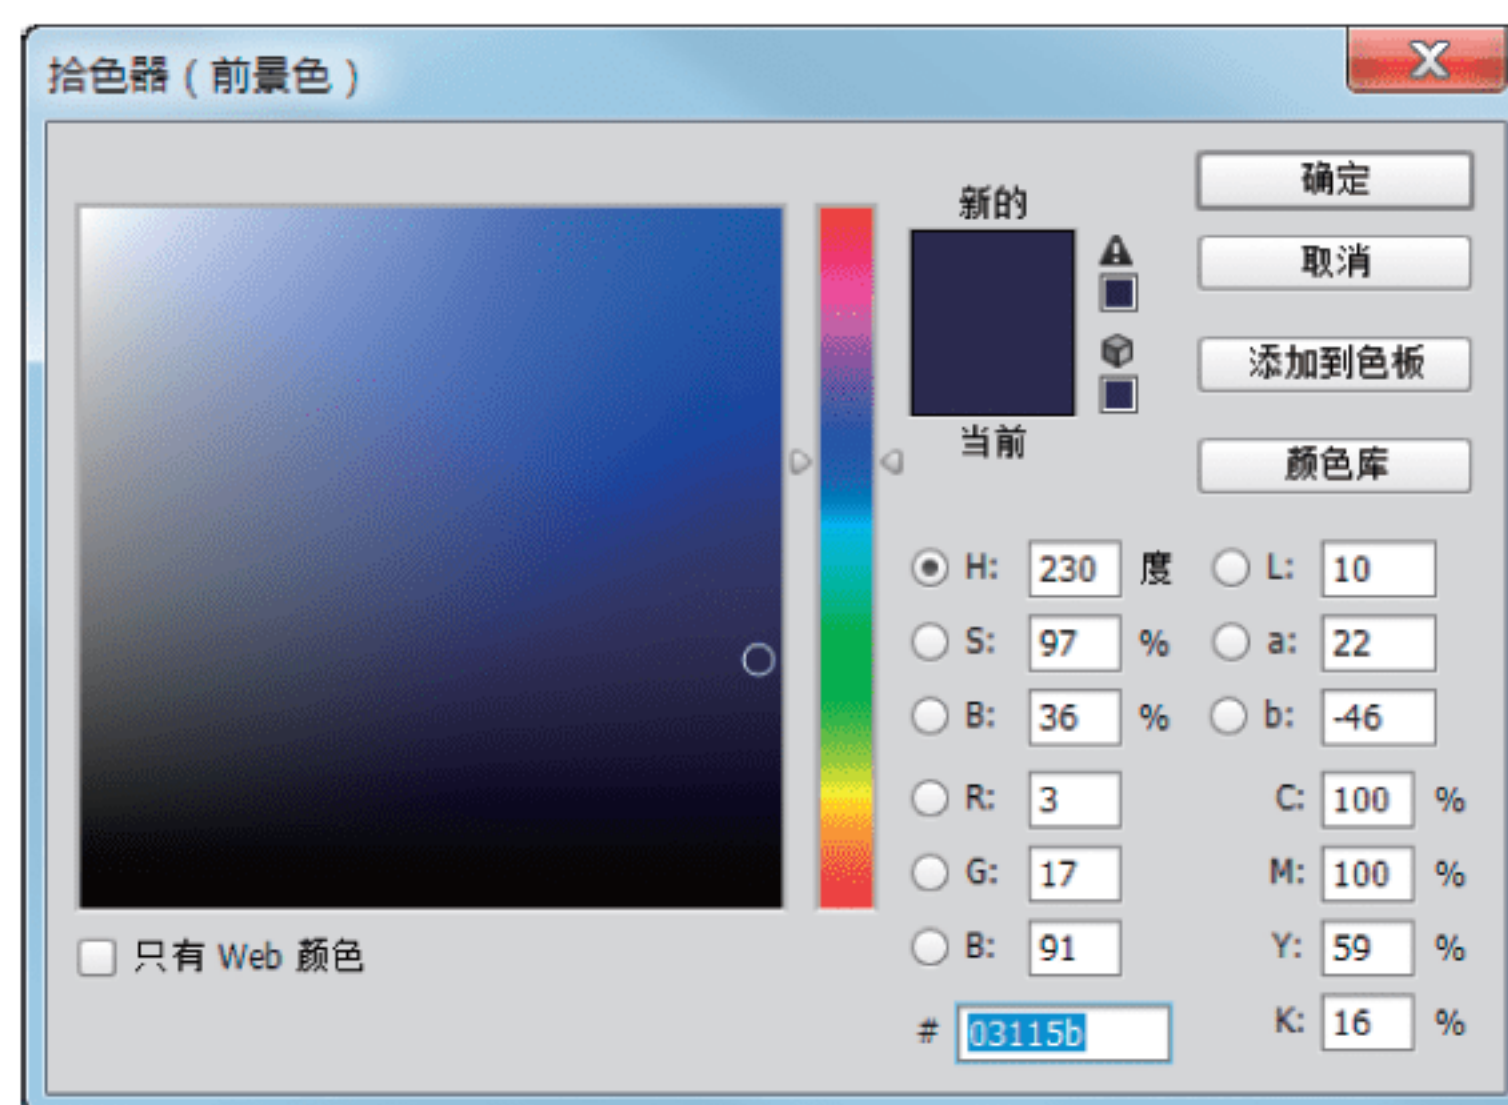 拾色器（前景色）
新的
当前
确定
取消
添加到色板
颜色库
H: 230 度
S: 97 %
B: 36 %
R: 3
G: 17
B: 91
# 03115b
L: 10
a: 22
b: -46
C: 100 %
M: 100 %
Y: 59 %
K: 16 %
只有 Web 颜色